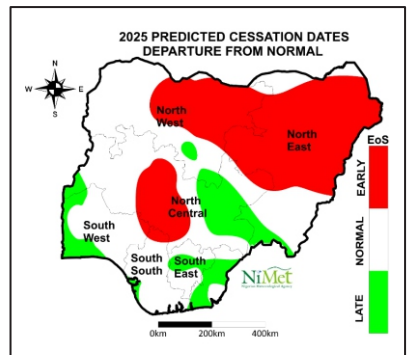 2025 PREDICTED CESSATION DATES
DEPARTURE FROM NORMAL
N
W
E
S
North
West
North
East
North
Central
South
West
South
South
South
East
NiMet
EoS
EARLY
NORMAL
LATE
0km
200km
400km